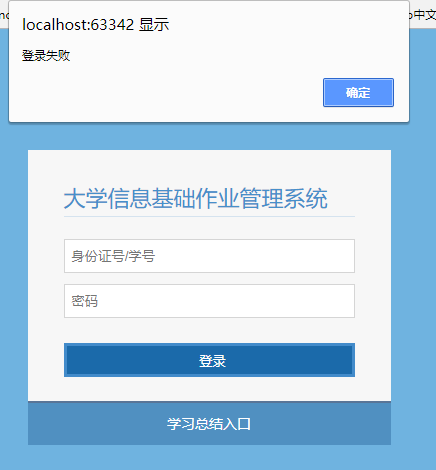 localhost:63342 显示
登录失败
确定
大学信息基础作业管理系统
身份证号/学号
密码
登录
学习总结入口